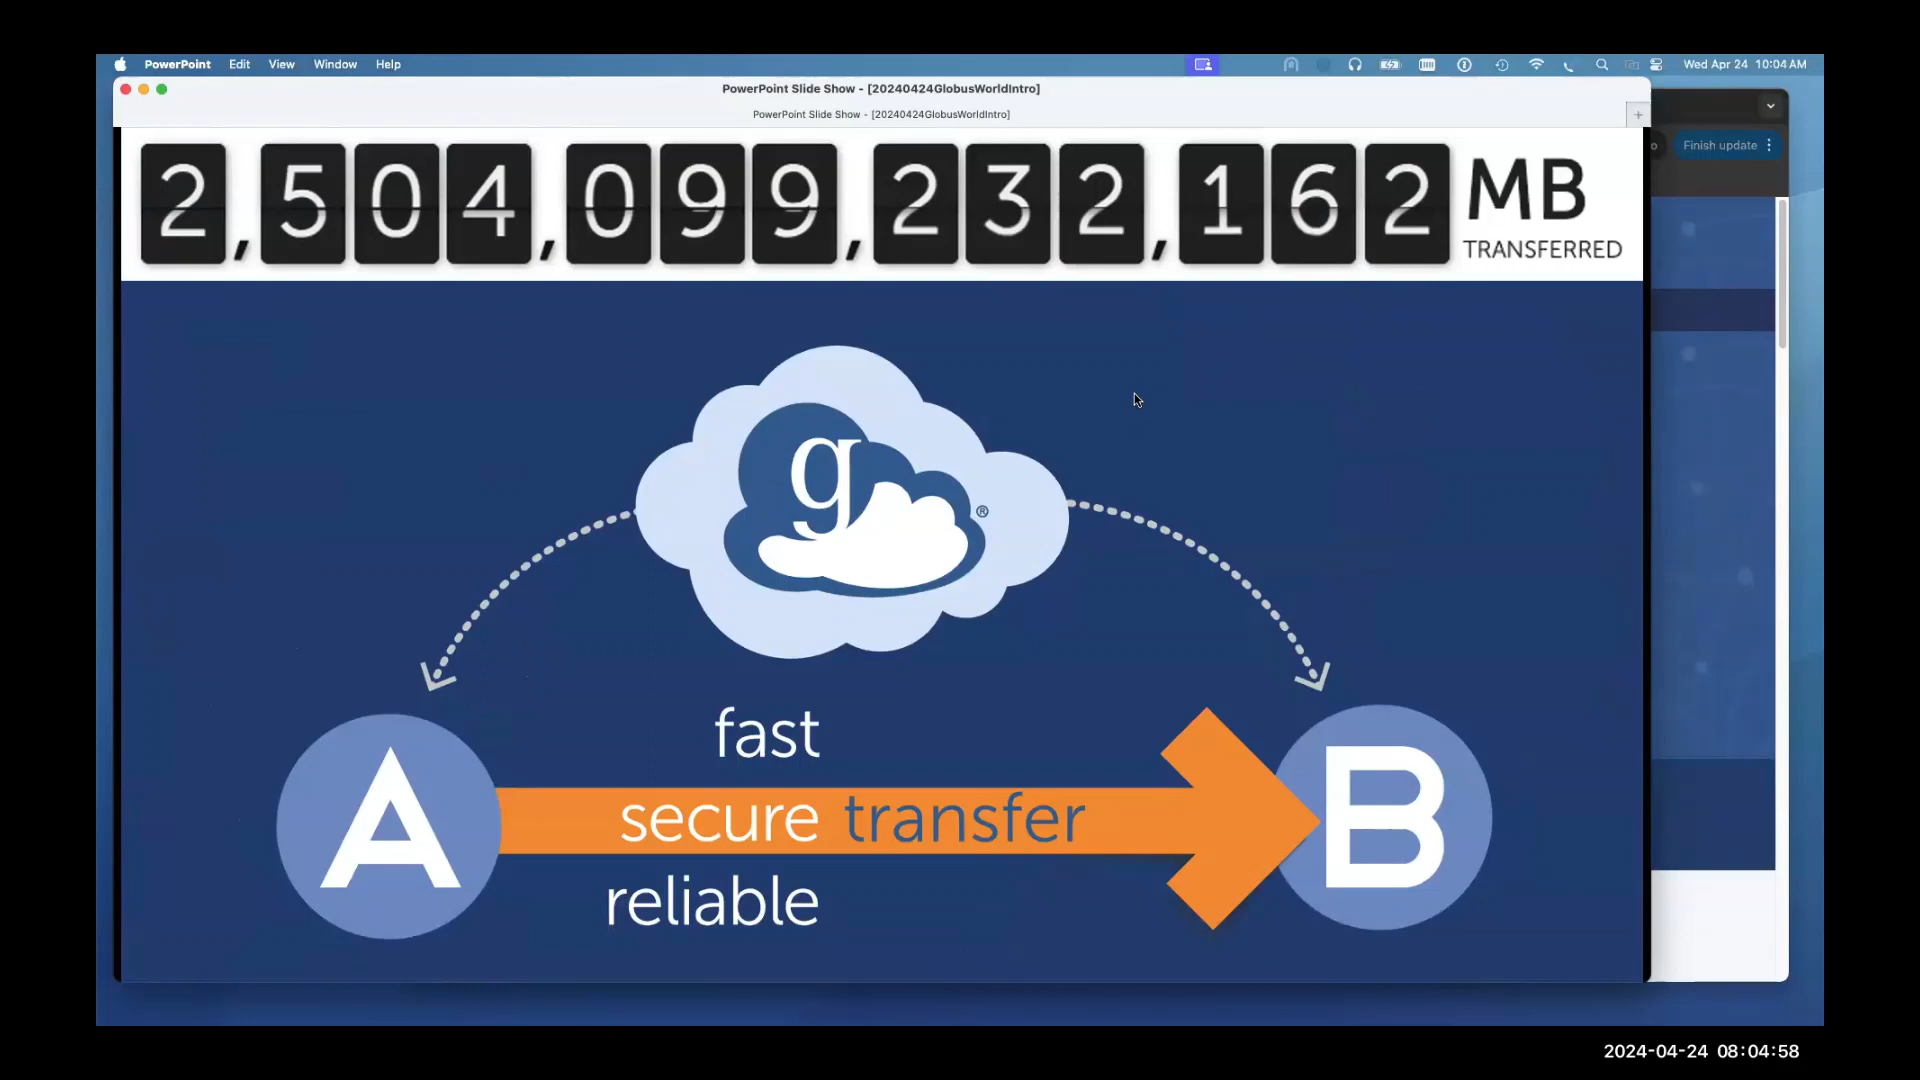 PowerPoint Edit View Window Help Wed Apr 24 10:04 AM
PowerPoint Slide Show - [20240424GlobusWorldIntro]
PowerPoint Slide Show - [20240424GlobusWorldIntro]
Finish update
2,504,099,232,162 MB
TRANSFERRED
g ®
fast
A secure transfer B
reliable
2024-04-24 08:04:58